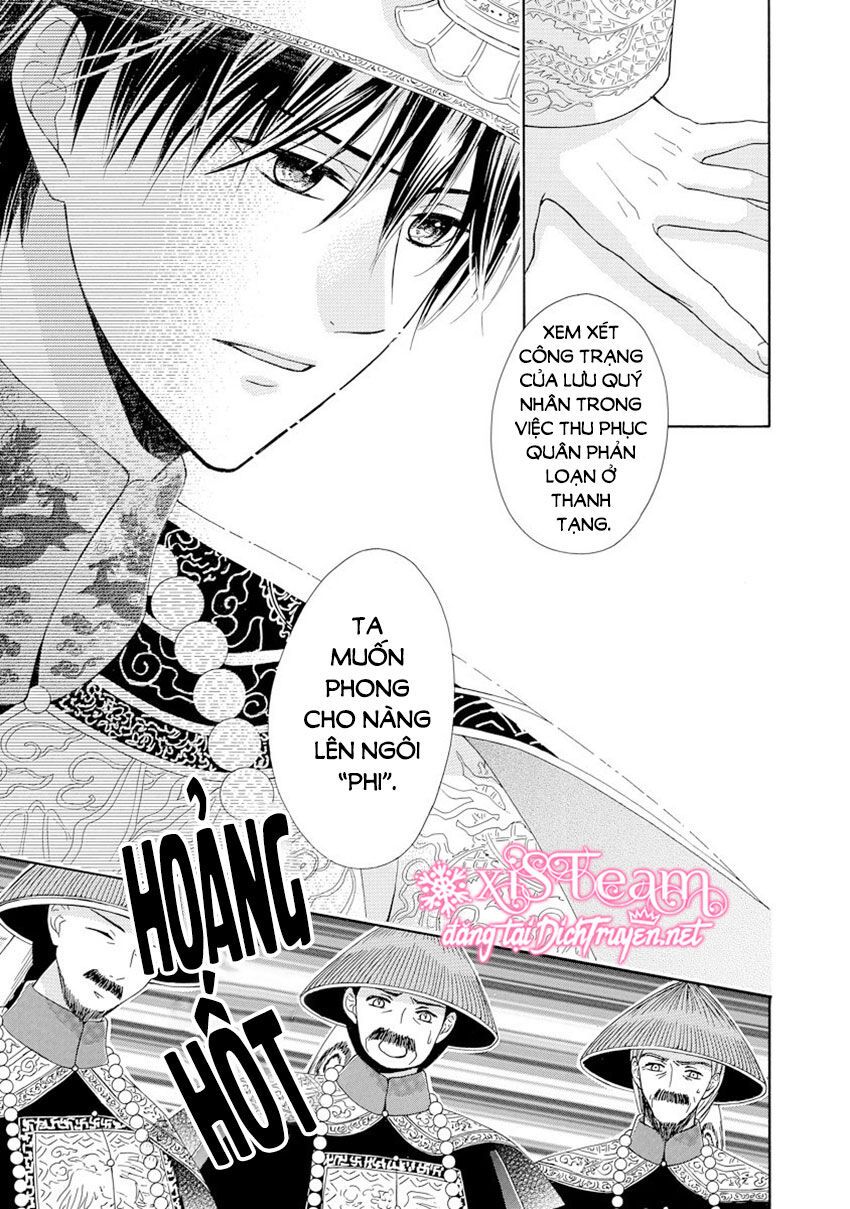 XEM XÉT
CÔNG TRẠNG
CỦA LƯU QUÝ
NHÂN TRONG
VIỆC THU PHỤC
QUÂN PHẢN
LOẠN Ở
THANH
TẠNG.
TA
MUỐN
PHONG
CHO NÀNG
LÊN NGÔI
“PHI”.
HOẢNG
HỐT
xiSTeam
đăng tại DichTruyen.net